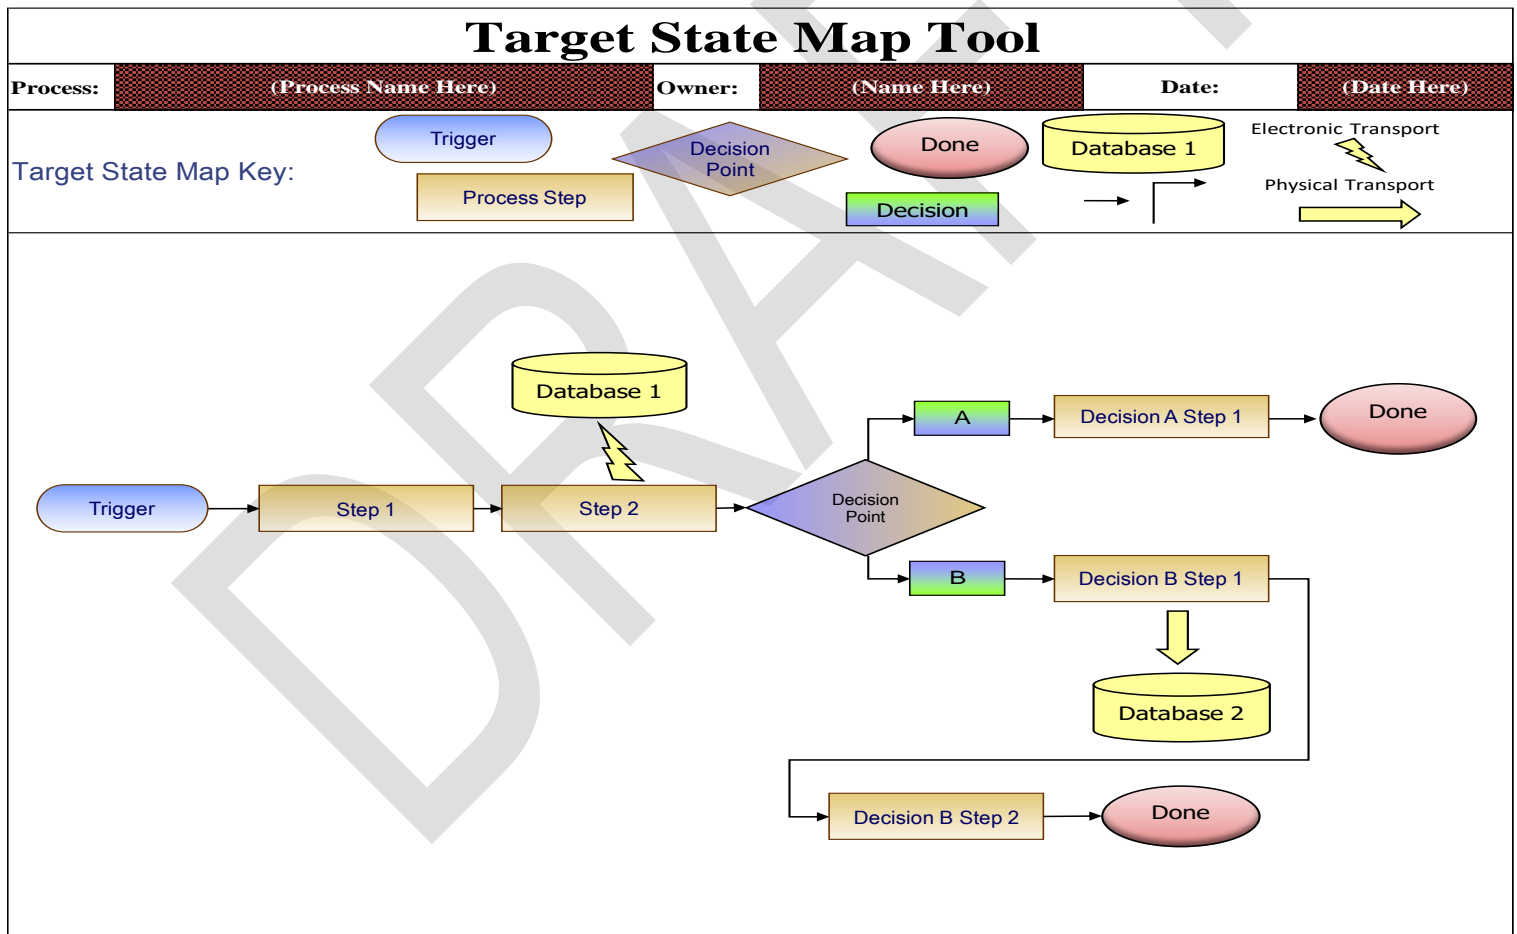 Target State Map Tool
Process: (Process Name Here) Owner: (Name Here) Date: (Date Here)
Target State Map Key:
Trigger
Process Step
Decision
Point
Done
Decision
Database 1
Electronic Transport
Physical Transport
DRAFT
Database 1
Trigger
Step 1
Step 2
Decision
Point
A
Decision A Step 1
Done
B
Decision B Step 1
Database 2
Decision B Step 2
Done